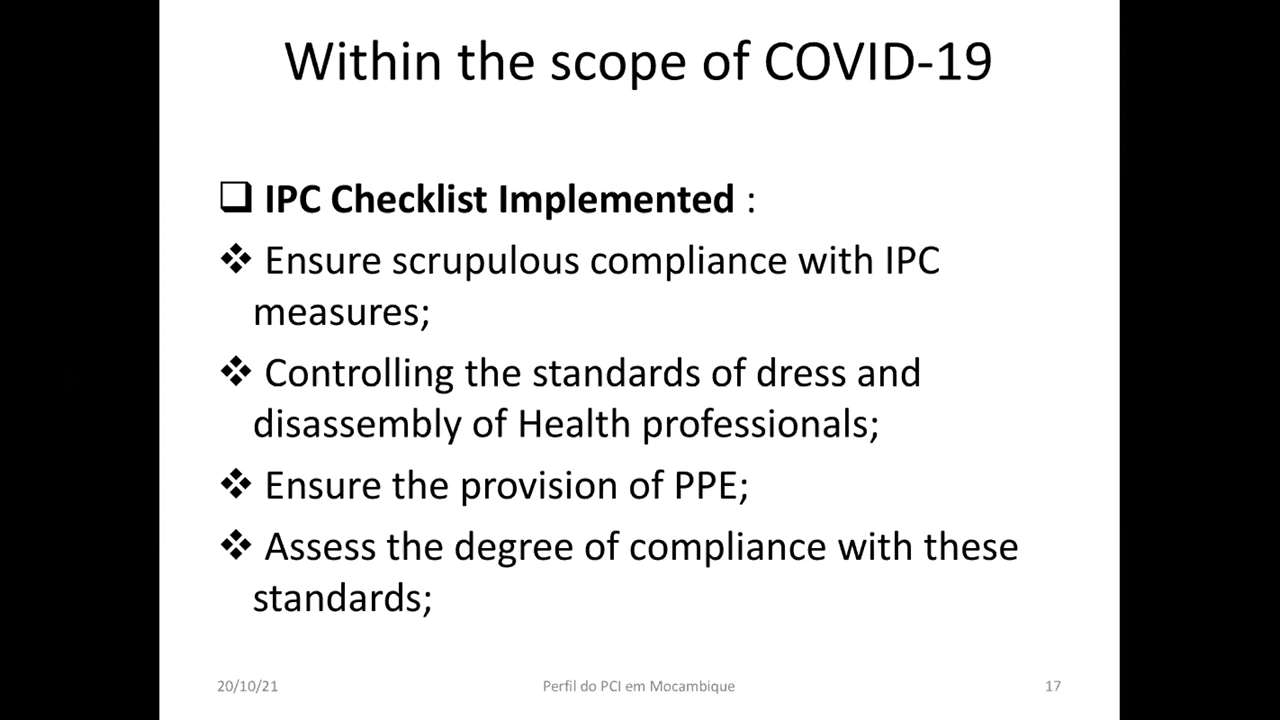 Within the scope of COVID-19
IPC Checklist Implemented :
Ensure scrupulous compliance with IPC
measures;
Controlling the standards of dress and
disassembly of Health professionals;
Ensure the provision of PPE;
Assess the degree of compliance with these
standards;
20/10/21 Perfil do PCI em Mocambique 17